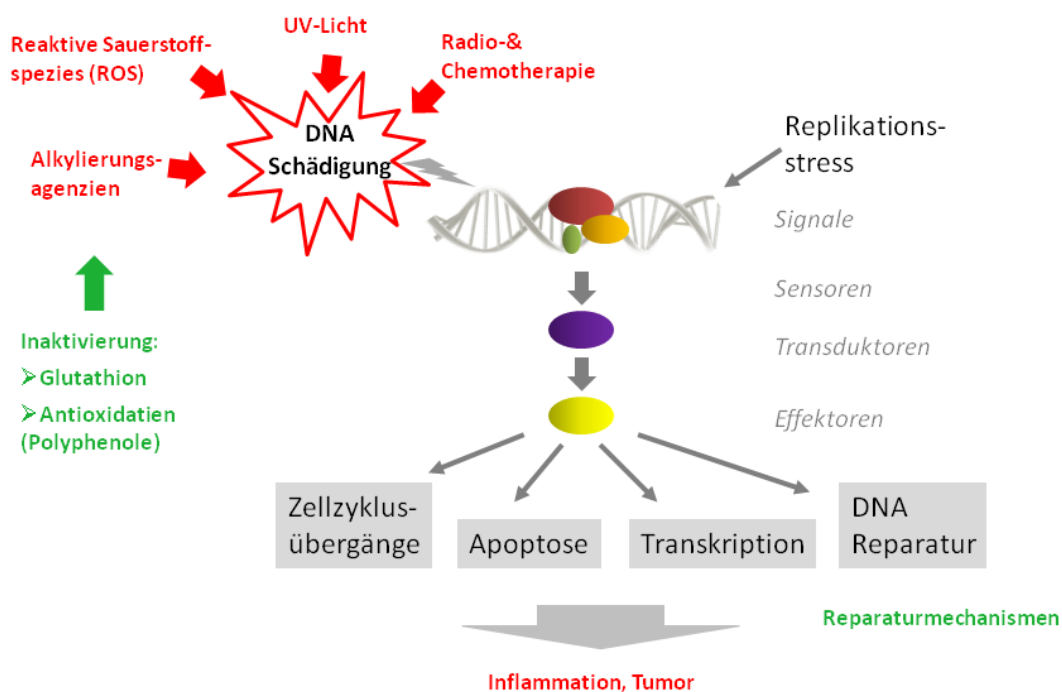 UV-Licht
Reaktive Sauerstoff-
spezies (ROS)
Radio-&
Chemotherapie
DNA
Schädigung
Alkylierungs-
agenzien
Replikations-
stress
Signale
Sensoren
Transduktoren
Effektoren
Inaktivierung:
➢Glutathion
➢Antioxidatien
(Polyphenole)
Zellzyklus-
übergänge
Apoptose
Transkription
DNA
Reparatur
Reparaturmechanismen
Inflammation, Tumor